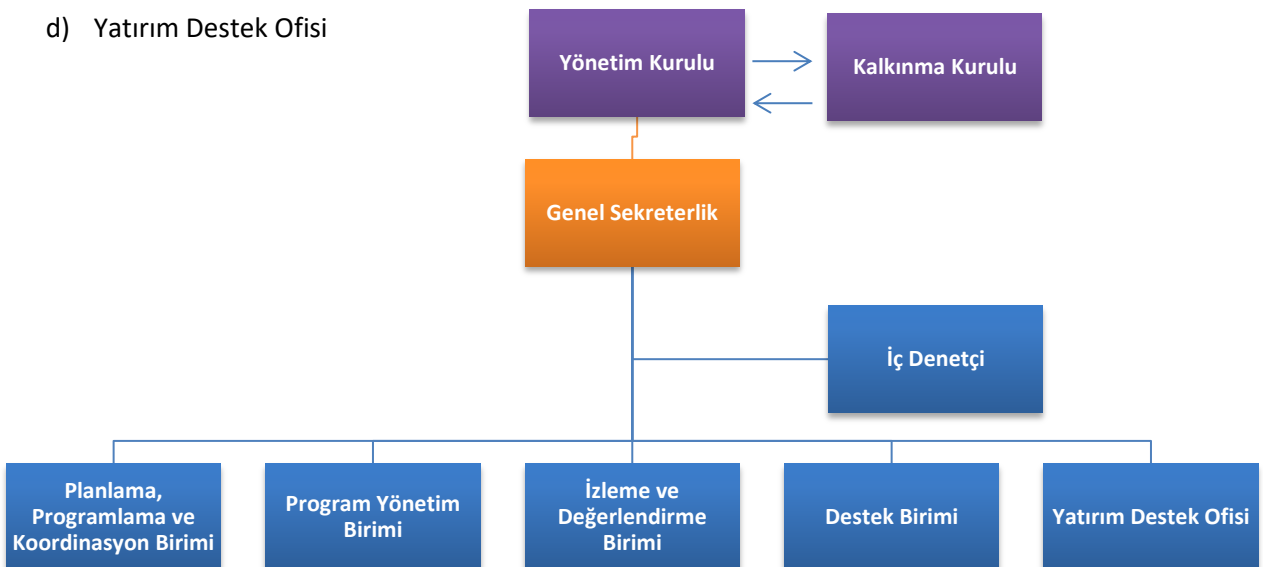 d) Yatırım Destek Ofisi
Yönetim Kurulu
Kalkınma Kurulu
Genel Sekreterlik
İç Denetçi
Planlama,
Programlama ve
Koordinasyon Birimi
Program Yönetim
Birimi
İzleme ve
Değerlendirme
Birimi
Destek Birimi
Yatırım Destek Ofisi